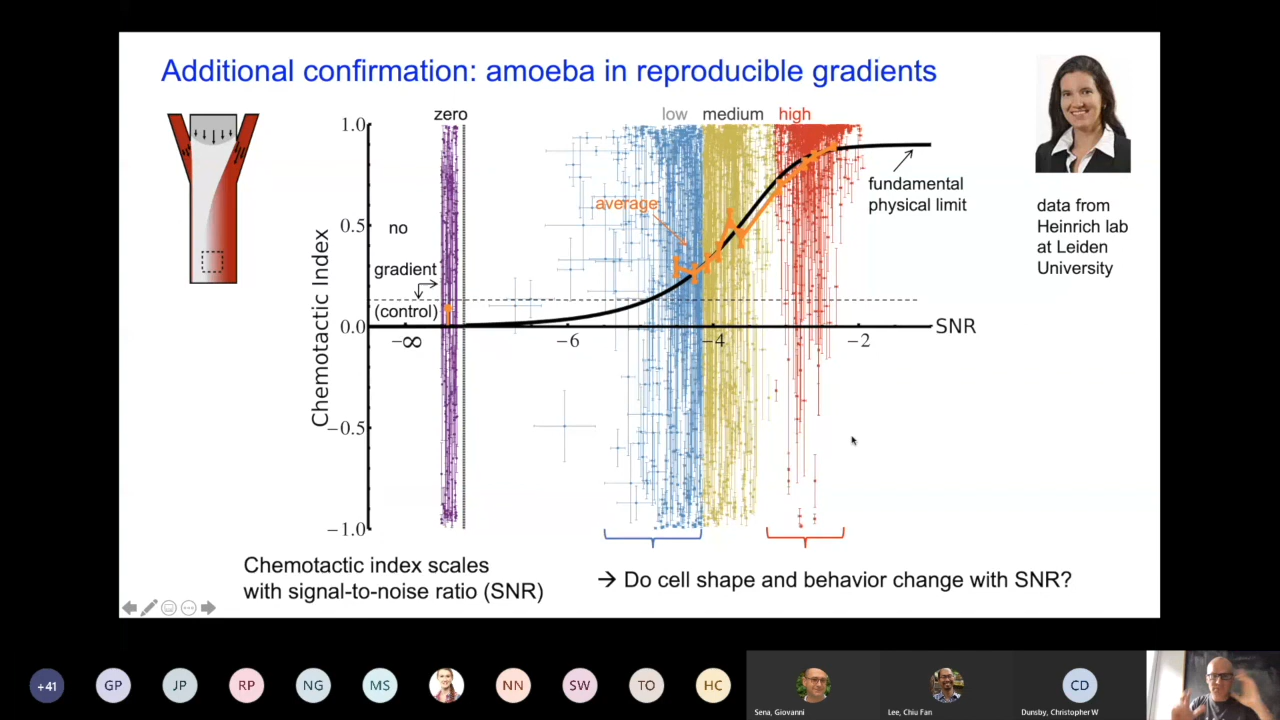 Additional confirmation: amoeba in reproducible gradients
zero
low
medium
high
1.0
0.5
0.0
−0.5
−1.0
Chemotactic Index
no
gradient
(control)
average
fundamental
physical limit
−∞
−6
−4
−2
SNR
data from
Heinrich lab
at Leiden
University
Chemotactic index scales
with signal-to-noise ratio (SNR)
→ Do cell shape and behavior change with SNR?
+41
GP
JP
RP
NG
MS
NN
SW
TO
HC
CD
Sena, Giovanni
Lee, Chiu Fan
Dunsby, Christopher W